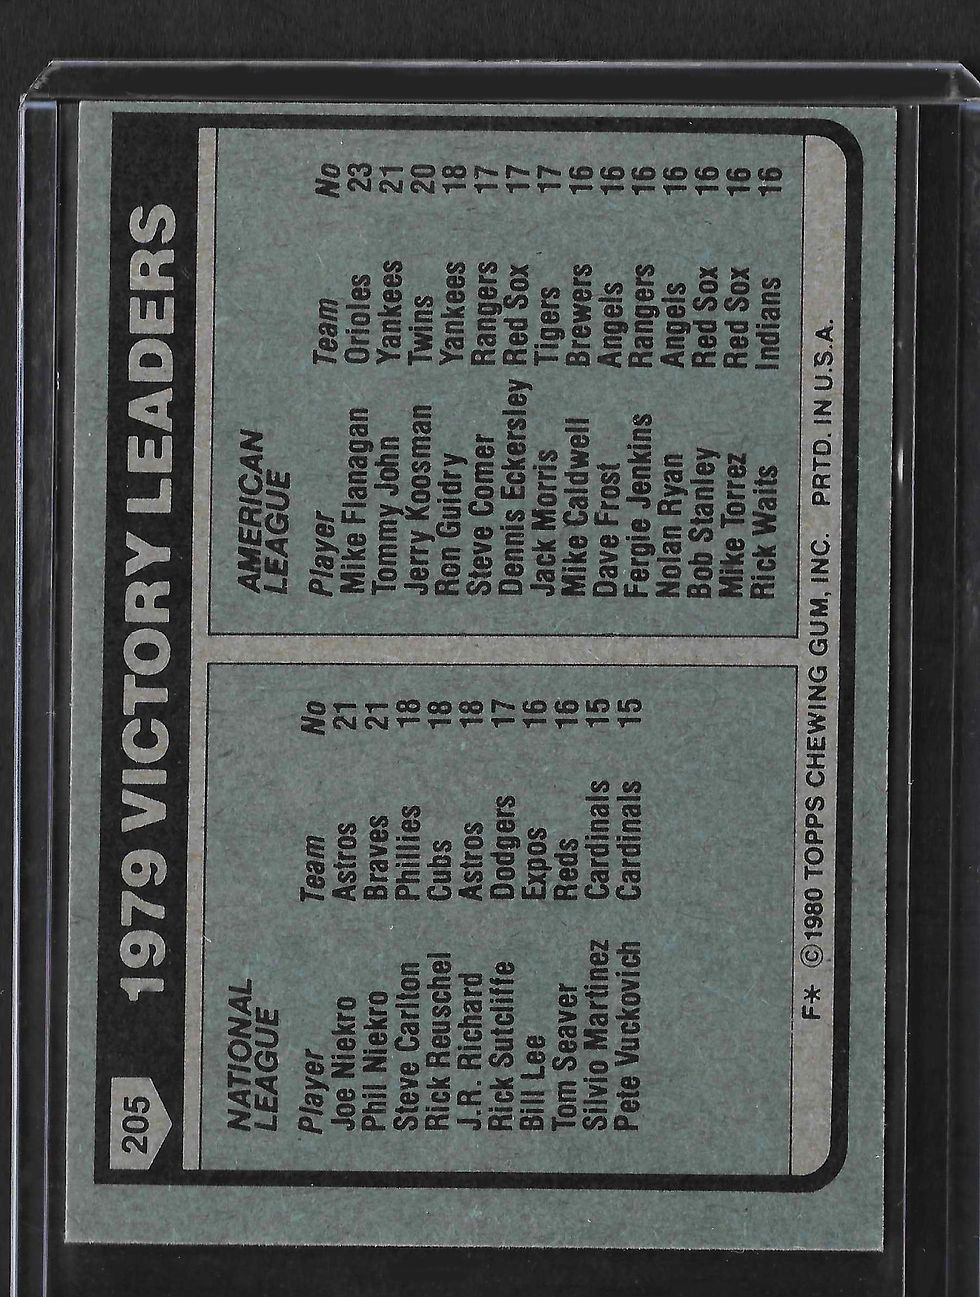 205 1979 VICTORY LEADERS
NATIONAL
LEAGUE
Player Team No
Joe Niekro Astros 21
Phil Niekro Braves 21
Steve Carlton Phillies 18
Rick Reuschel Cubs 18
J.R. Richard Astros 18
Rick Sutcliffe Dodgers 17
Bill Lee Expos 16
Tom Seaver Reds 16
Silvio Martinez Cardinals 15
Pete Vuckovich Cardinals 15
AMERICAN
LEAGUE
Player Team No
Mike Flanagan Orioles 23
Tommy John Yankees 21
Jerry Koosman Twins 20
Ron Guidry Yankees 18
Steve Comer Rangers 17
Dennis Eckersley Red Sox 17
Jack Morris Tigers 17
Mike Caldwell Brewers 16
Dave Frost Angels 16
Fergie Jenkins Rangers 16
Nolan Ryan Angels 16
Bob Stanley Red Sox 16
Mike Torrez Red Sox 16
Rick Waits Indians 16
F* © 1980 TOPPS CHEWING GUM, INC. PRTD. IN U.S.A.